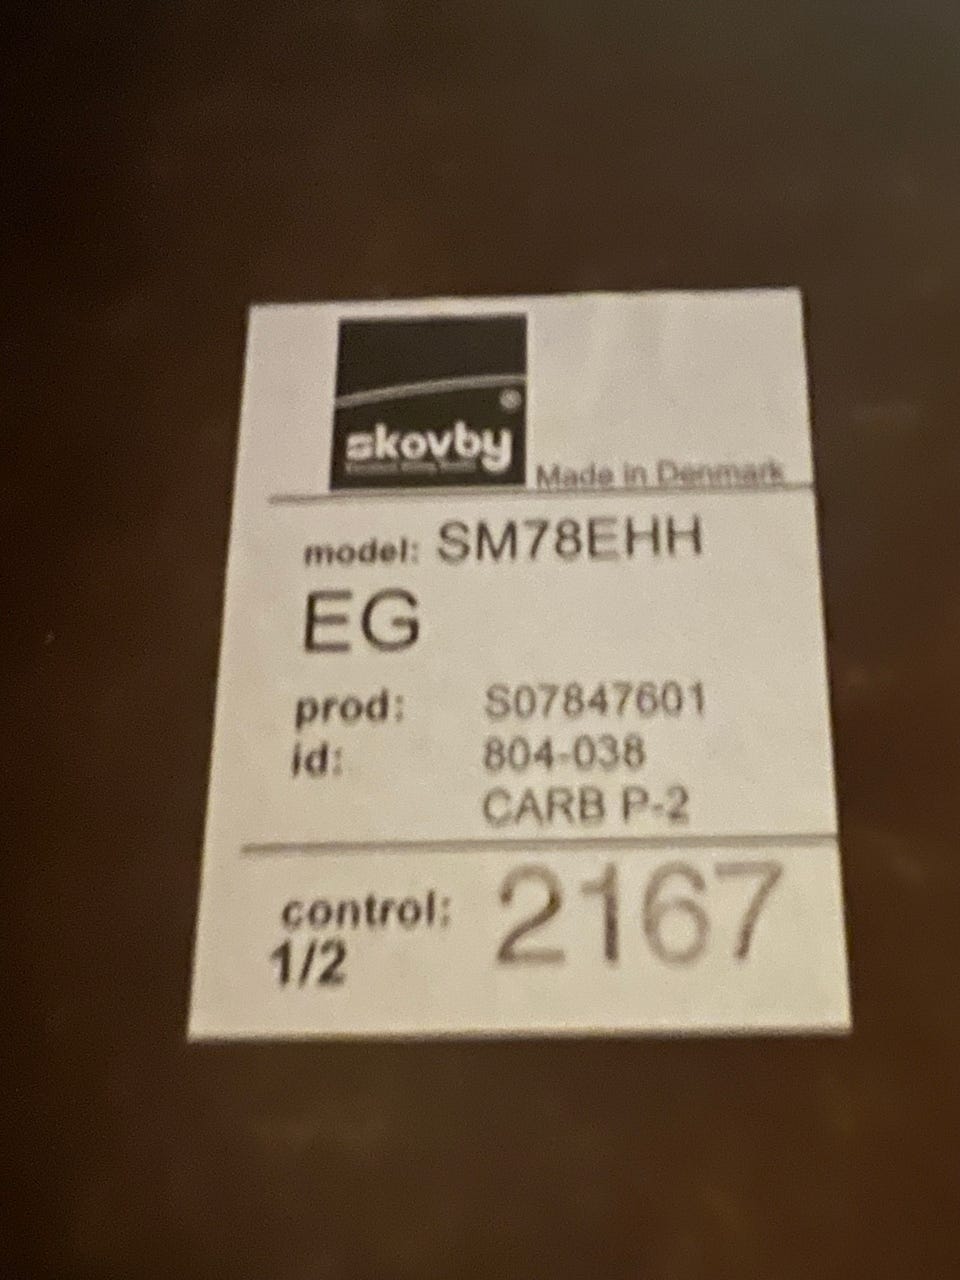 skovby
Made in Denmark
model: SM78EHH
EG
prod: S07847601
id: 804-038
CARB P-2
control: 2167
1/2